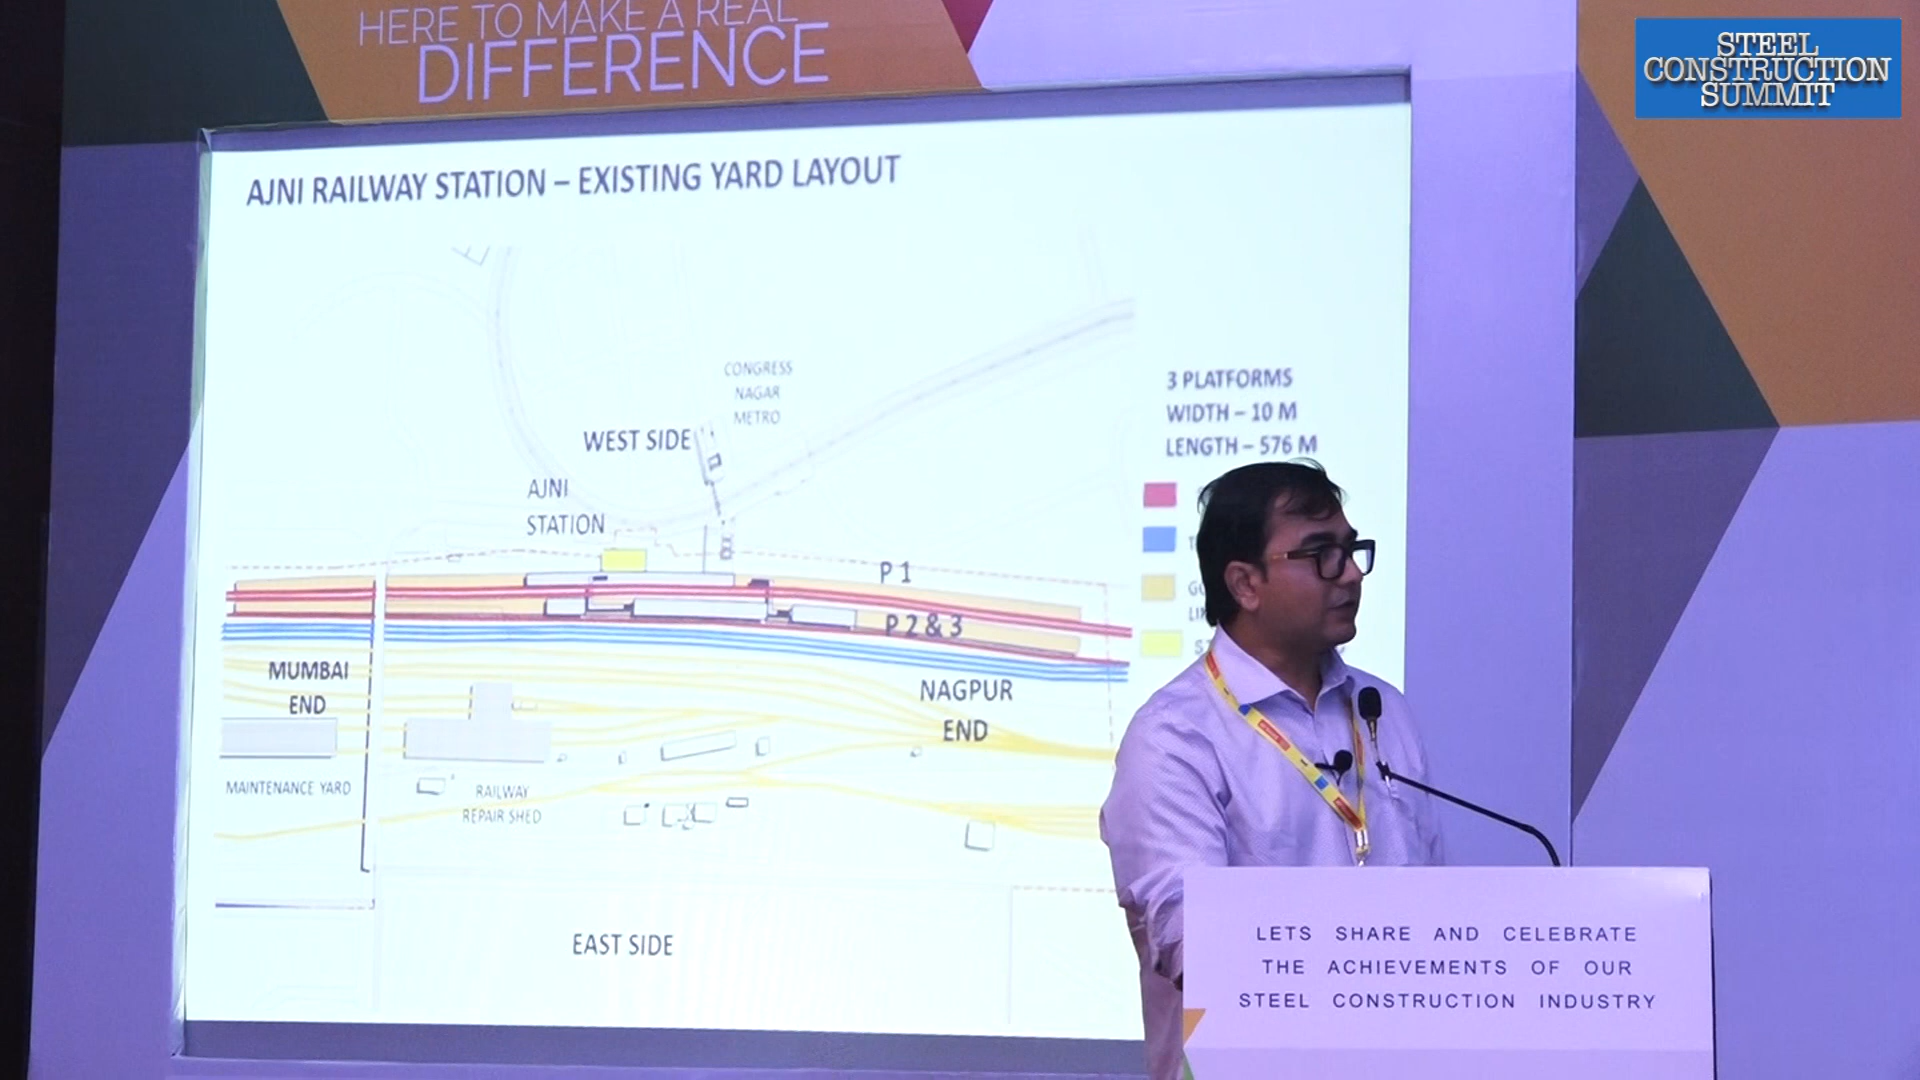 HERE TO MAKE A REAL
DIFFERENCE
STEEL
CONSTRUCTION
SUMMIT
AJNI RAILWAY STATION – EXISTING YARD LAYOUT
CONGRESS
NAGAR
METRO
WEST SIDE
AJNI
STATION
3 PLATFORMS
WIDTH – 10 M
LENGTH – 576 M
P 1
P 2 & 3
MUMBAI
END
NAGPUR
END
MAINTENANCE YARD
RAILWAY
REPAIR SHED
EAST SIDE
LETS SHARE AND CELEBRATE
THE ACHIEVEMENTS OF OUR
STEEL CONSTRUCTION INDUSTRY